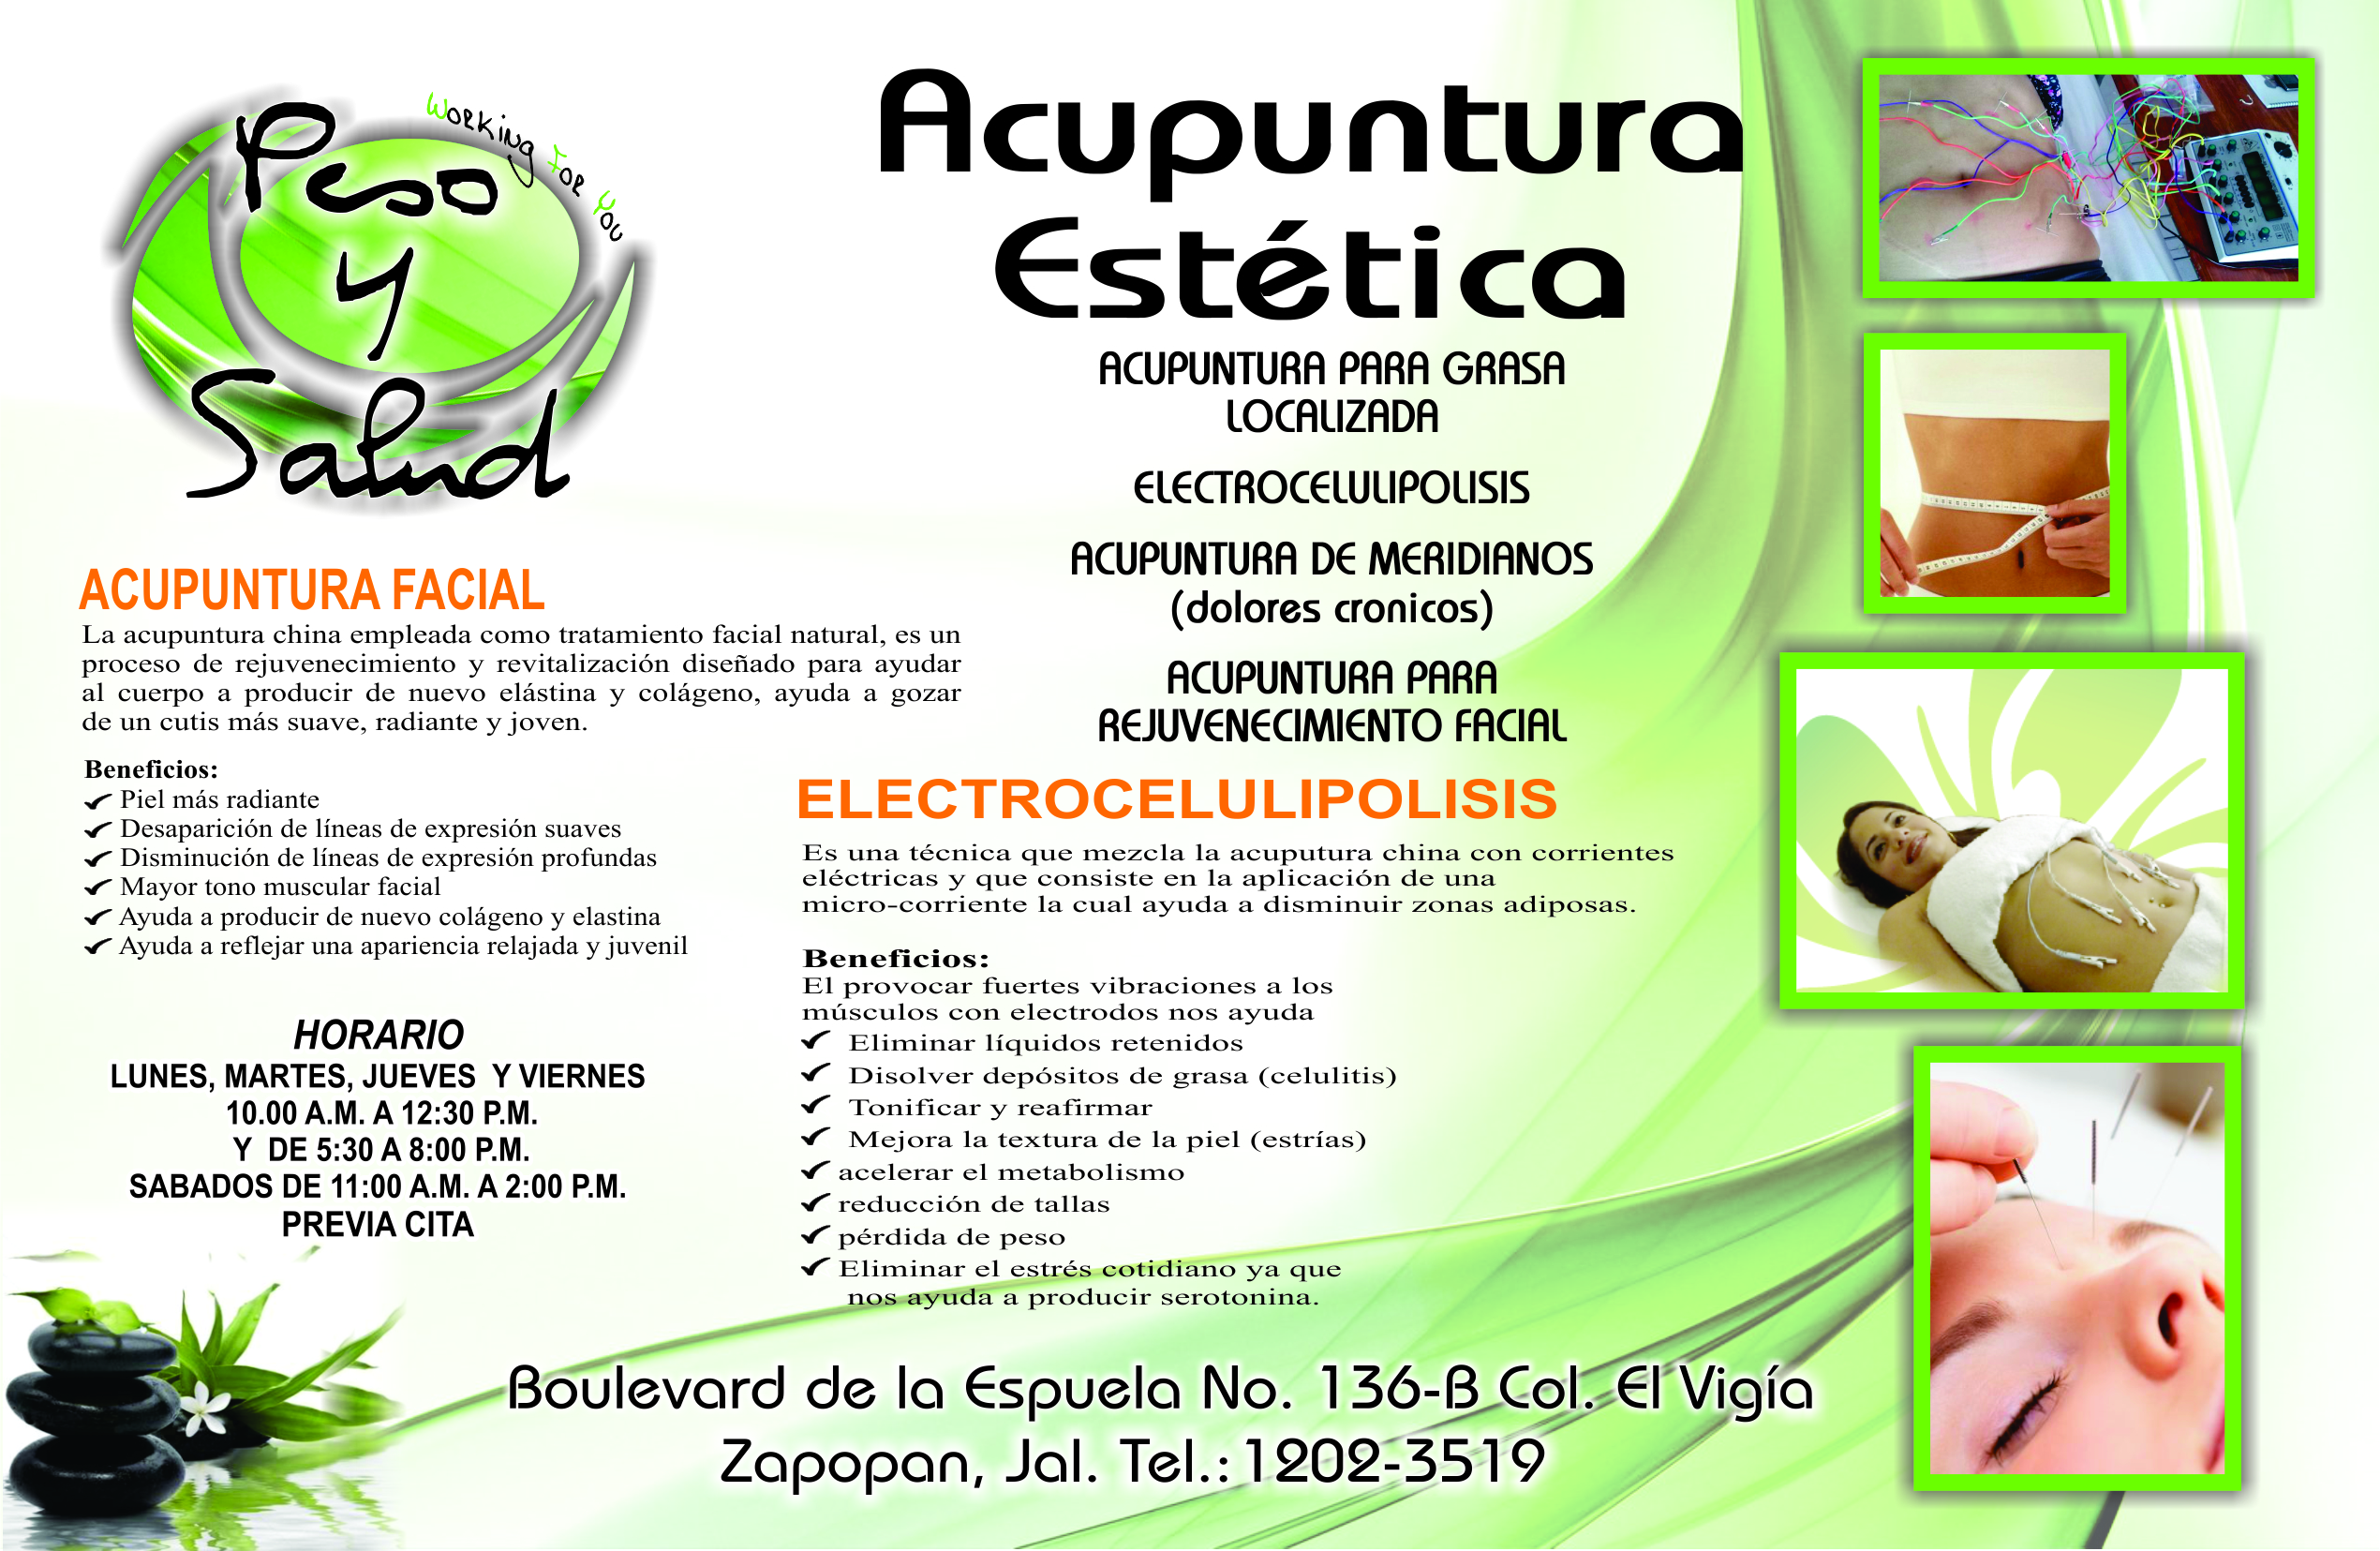 Peso
y
Salud
Working For You
Acupuntura
Estética
ACUPUNTURA PARA GRASA
LOCALIZADA
ELECTROCELULIPOLISIS
ACUPUNTURA DE MERIDIANOS
(dolores cronicos)
ACUPUNTURA PARA
REJUVENECIMIENTO FACIAL
ACUPUNTURA FACIAL
La acupuntura china empleada como tratamiento facial natural, es un
proceso de rejuvenecimiento y revitalización diseñado para ayudar
al cuerpo a producir de nuevo elástina y colágeno, ayuda a gozar
de un cutis más suave, radiante y joven.
Beneficios:
Piel más radiante
Desaparición de líneas de expresión suaves
Disminución de líneas de expresión profundas
Mayor tono muscular facial
Ayuda a producir de nuevo colágeno y elastina
Ayuda a reflejar una apariencia relajada y juvenil
HORARIO
LUNES, MARTES, JUEVES Y VIERNES
10.00 A.M. A 12:30 P.M.
Y DE 5:30 A 8:00 P.M.
SABADOS DE 11:00 A.M. A 2:00 P.M.
PREVIA CITA
ELECTROCELULIPOLISIS
Es una técnica que mezcla la acuputura china con corrientes
eléctricas y que consiste en la aplicación de una
micro-corriente la cual ayuda a disminuir zonas adiposas.
Beneficios:
El provocar fuertes vibraciones a los
músculos con electrodos nos ayuda
Eliminar líquidos retenidos
Disolver depósitos de grasa (celulitis)
Tonificar y reafirmar
Mejora la textura de la piel (estrías)
acelerar el metabolismo
reducción de tallas
pérdida de peso
Eliminar el estrés cotidiano ya que
nos ayuda a producir serotonina.
Boulevard de la Espuela No. 136-B Col. El Vigía
Zapopan, Jal. Tel.:1202-3519